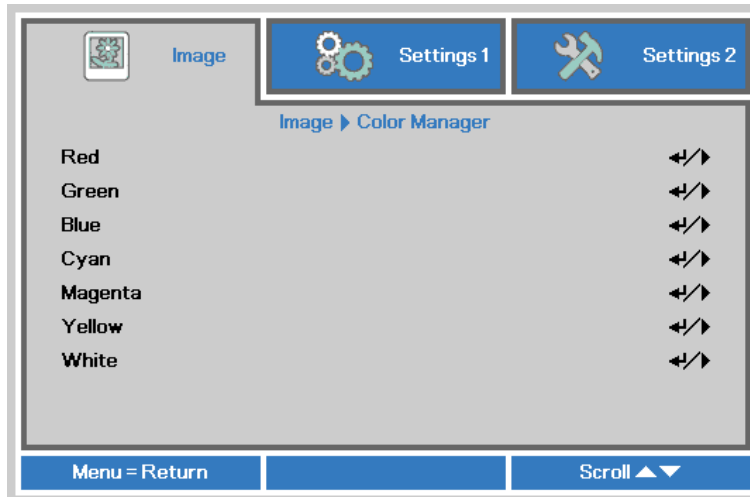 Image Settings 1 Settings 2
Image ▶ Color Manager
Red ↵/▶
Green ↵/▶
Blue ↵/▶
Cyan ↵/▶
Magenta ↵/▶
Yellow ↵/▶
White ↵/▶
Menu = Return Scroll ▲▼